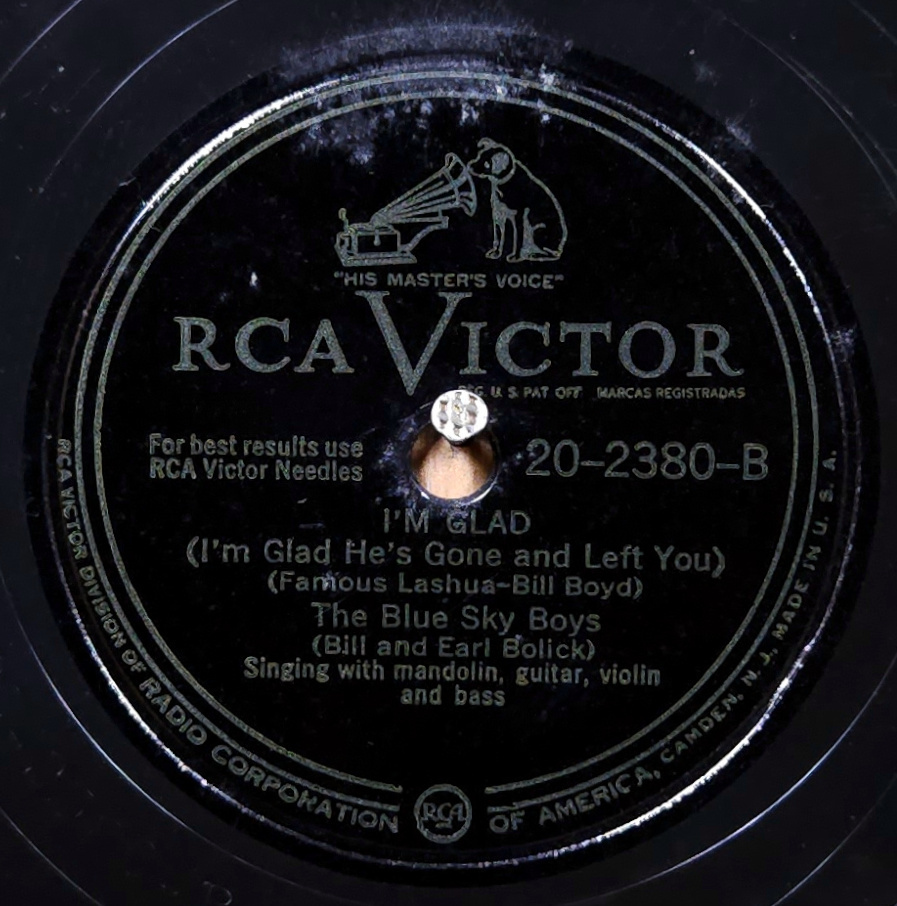 "HIS MASTER'S VOICE"
RCA VICTOR
REG. U. S. PAT. OFF. MARCAS REGISTRADAS
For best results use
RCA Victor Needles
20-2380-B
I'M GLAD
(I'm Glad He's Gone and Left You)
(Famous Lashua-Bill Boyd)
The Blue Sky Boys
(Bill and Earl Bolick)
Singing with mandolin, guitar, violin
and bass
RCA VICTOR DIVISION OF RADIO CORPORATION
RCA
OF AMERICA, CAMDEN, N. J., MADE IN U. S. A.